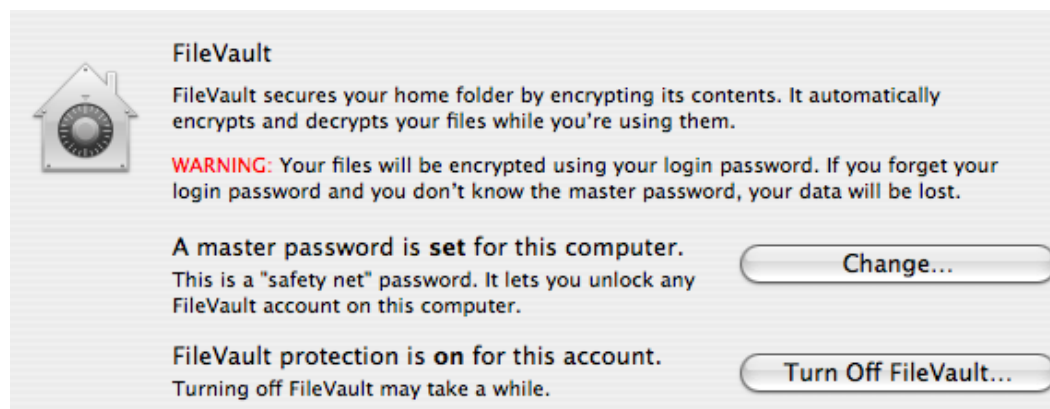 FileVault
FileVault secures your home folder by encrypting its contents. It automatically
encrypts and decrypts your files while you’re using them.
WARNING: Your files will be encrypted using your login password. If you forget your
login password and you don’t know the master password, your data will be lost.
A master password is set for this computer.
Change...
This is a "safety net" password. It lets you unlock any
FileVault account on this computer.
FileVault protection is on for this account.
Turn Off FileVault...
Turning off FileVault may take a while.